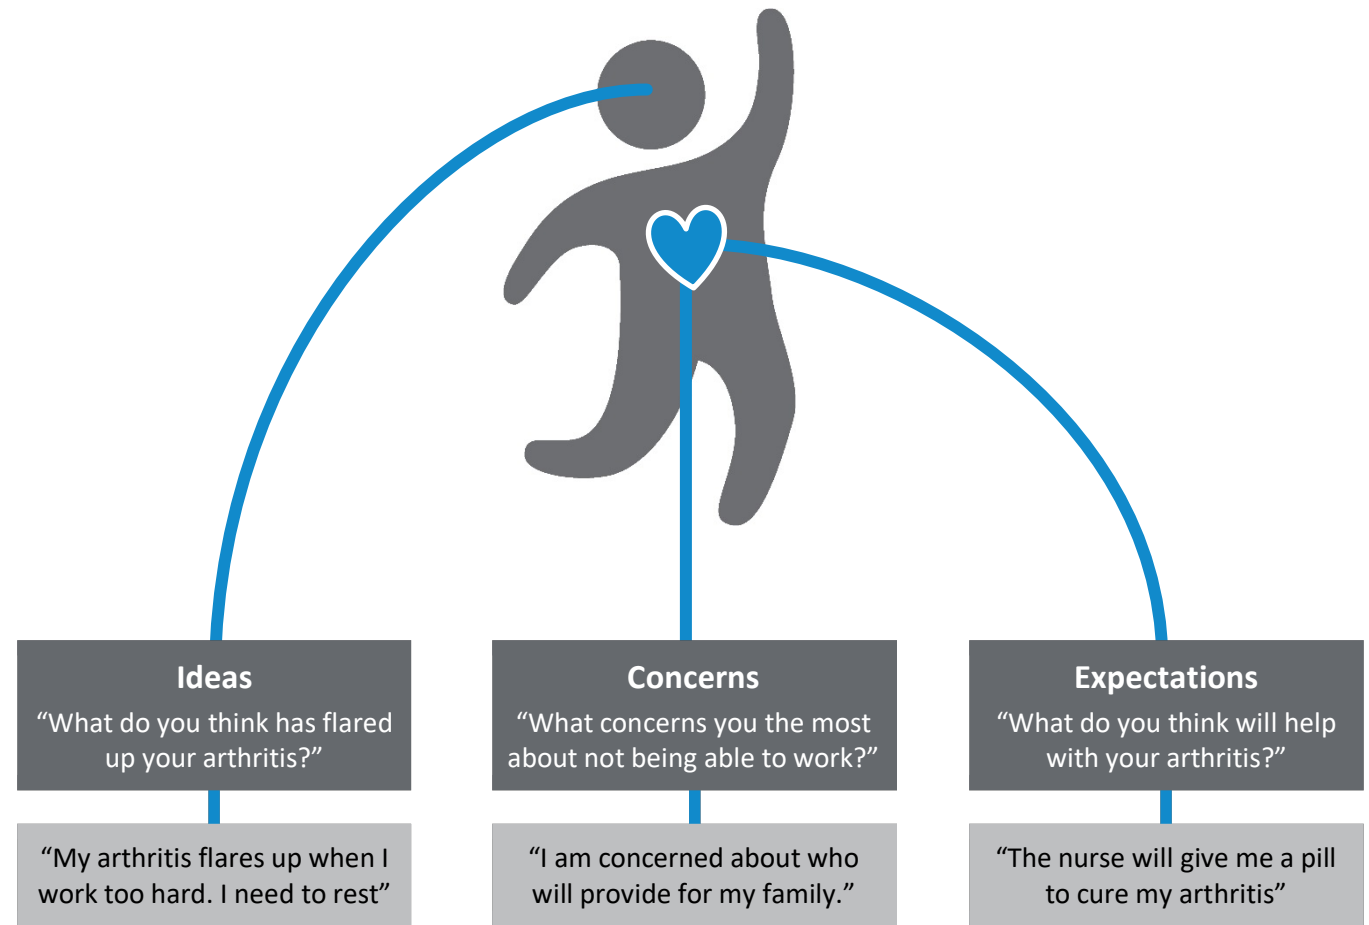 Ideas
“What do you think has flared
up your arthritis?”
“My arthritis flares up when I
work too hard. I need to rest”
Concerns
“What concerns you the most
about not being able to work?”
“I am concerned about who
will provide for my family.”
Expectations
“What do you think will help
with your arthritis?”
“The nurse will give me a pill
to cure my arthritis”